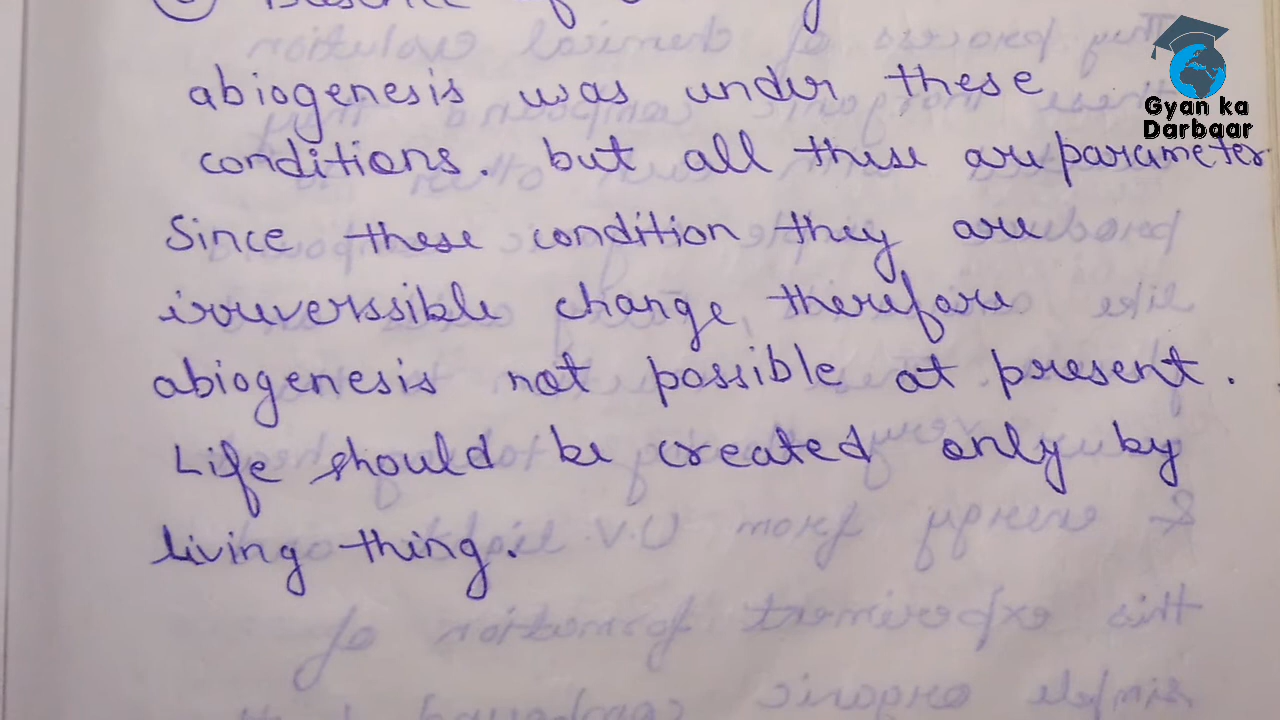 abiogenesis was under these
conditions. but all these are parameter
Since these condition they are
irreverssible change therefore
abiogenesis not possible at present.
Life should be created only by
living thing.
Gyan ka
Darbaar